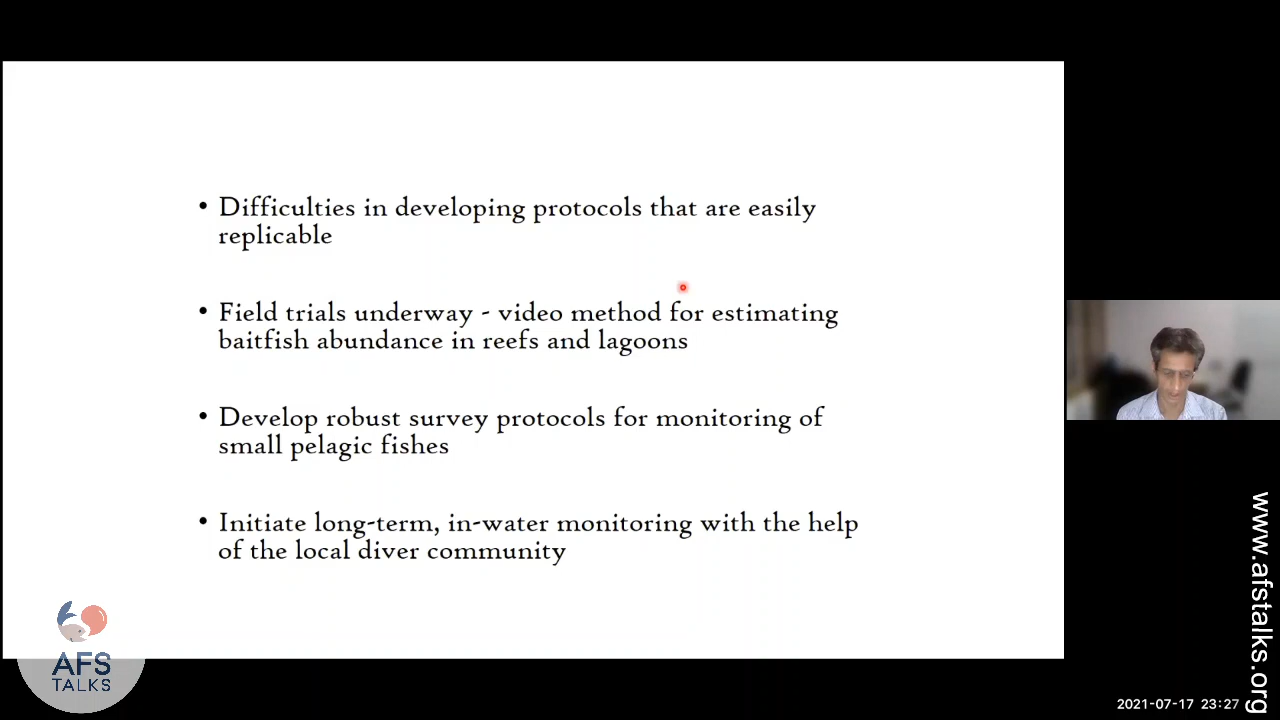 • Difficulties in developing protocols that are easily
replicable
• Field trials underway - video method for estimating
baitfish abundance in reefs and lagoons
• Develop robust survey protocols for monitoring of
small pelagic fishes
• Initiate long-term, in-water monitoring with the help
of the local diver community
AFS
TALKS
www.afstalks.org
2021-07-17 23:27